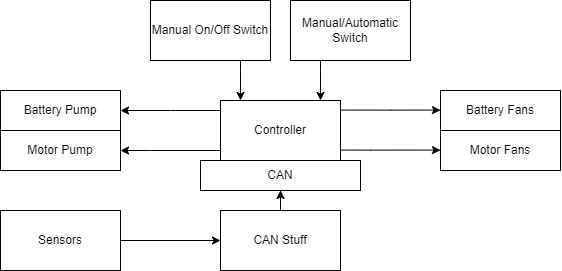 Manual On/Off Switch
Manual/Automatic
Switch
Battery Pump
Controller
Battery Fans
Motor Pump
Motor Fans
CAN
Sensors
CAN Stuff